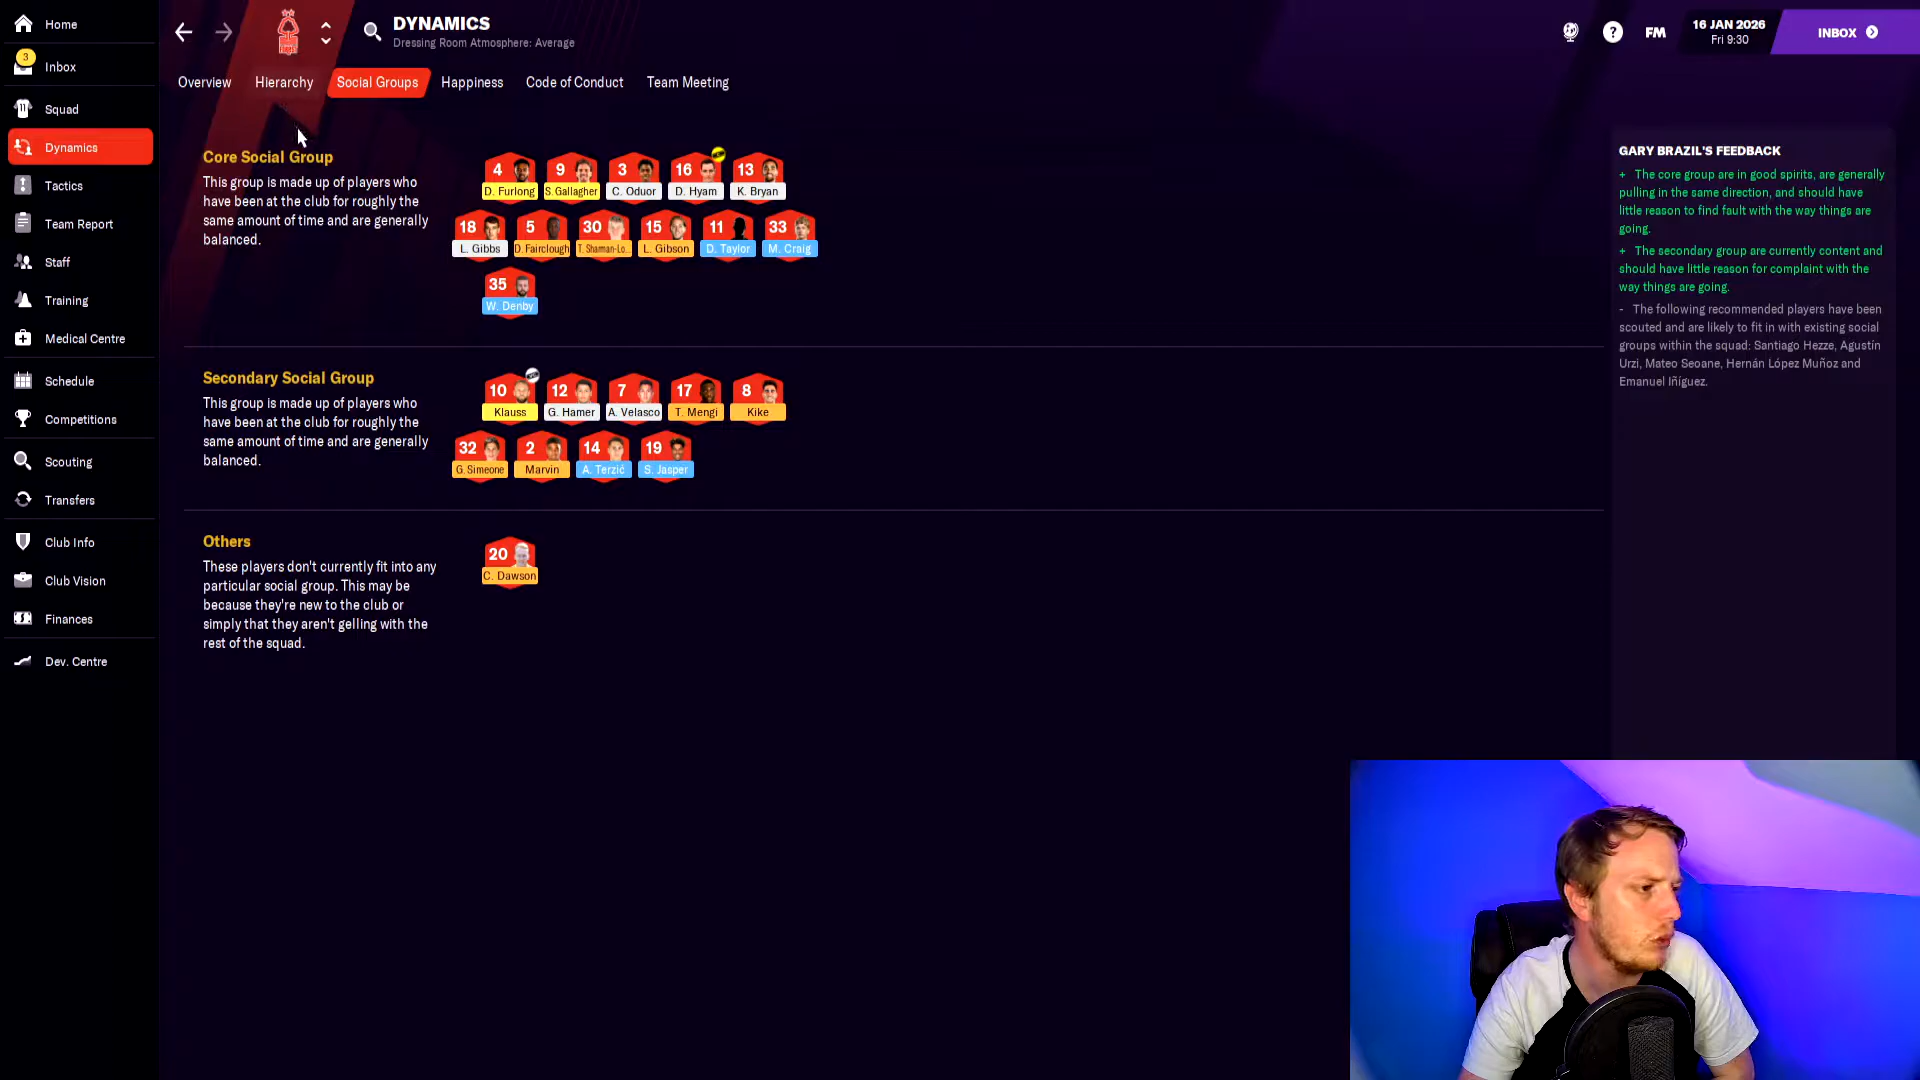 Home
DYNAMICS
Dressing Room Atmosphere: Average
?
FM
16 JAN 2026
Fri 9:30
INBOX
3
Inbox
Overview
Hierarchy
Social Groups
Happiness
Code of Conduct
Team Meeting
11
Squad
Dynamics
Tactics
Team Report
Staff
Training
Medical Centre
Schedule
Competitions
Scouting
Transfers
Club Info
Club Vision
Finances
Dev. Centre
Core Social Group
This group is made up of players who
have been at the club for roughly the
same amount of time and are generally
balanced.
4 9 3 16 13
D. Furlong S. Gallagher C. Oduor D. Hyam K. Bryan
18 5 30 15 11 33
L. Gibbs D. Fairclough T. Sharman-Lo... L. Gibson D. Taylor M. Craig
35
W. Denby
Secondary Social Group
This group is made up of players who
have been at the club for roughly the
same amount of time and are generally
balanced.
10 12 7 17 8
Klauss G. Hamer A. Velasco T. Mengi Kike
32 2 14 19
G. Simeone Marvin A. Terzić S. Jasper
Others
These players don't currently fit into any
particular social group. This may be
because they're new to the club or
simply that they aren't gelling with the
rest of the squad.
20
C. Dawson
GARY BRAZIL'S FEEDBACK
+ The core group are in good spirits, are generally
pulling in the same direction, and should have
little reason to find fault with the way things are
going.
+ The secondary group are currently content and
should have little reason for complaint with the
way things are going.
- The following recommended players have been
scouted and are likely to fit in with existing social
groups within the squad: Santiago Hezze, Agustín
Urzi, Mateo Seoane, Hernán López Muñoz and
Emanuel Iñíguez.